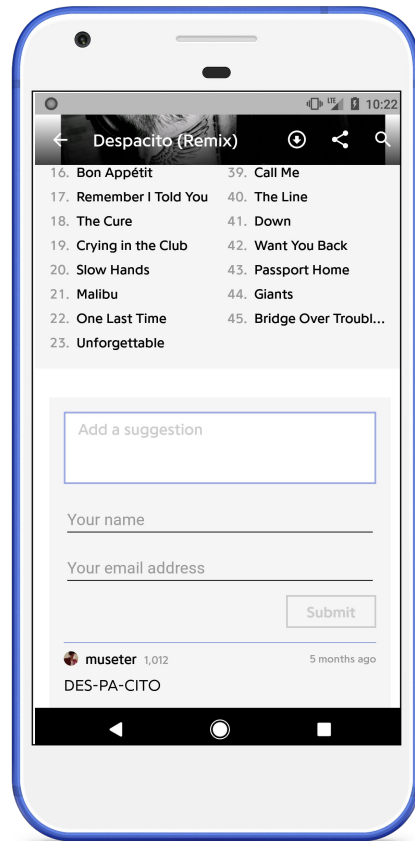 LTE 10:22
Despacito (Remix)
16. Bon Appétit
17. Remember I Told You
18. The Cure
19. Crying in the Club
20. Slow Hands
21. Malibu
22. One Last Time
23. Unforgettable
39. Call Me
40. The Line
41. Down
42. Want You Back
43. Passport Home
44. Giants
45. Bridge Over Troubl...
Add a suggestion
Your name
Your email address
Submit
museter 1,012 5 months ago
DES-PA-CITO